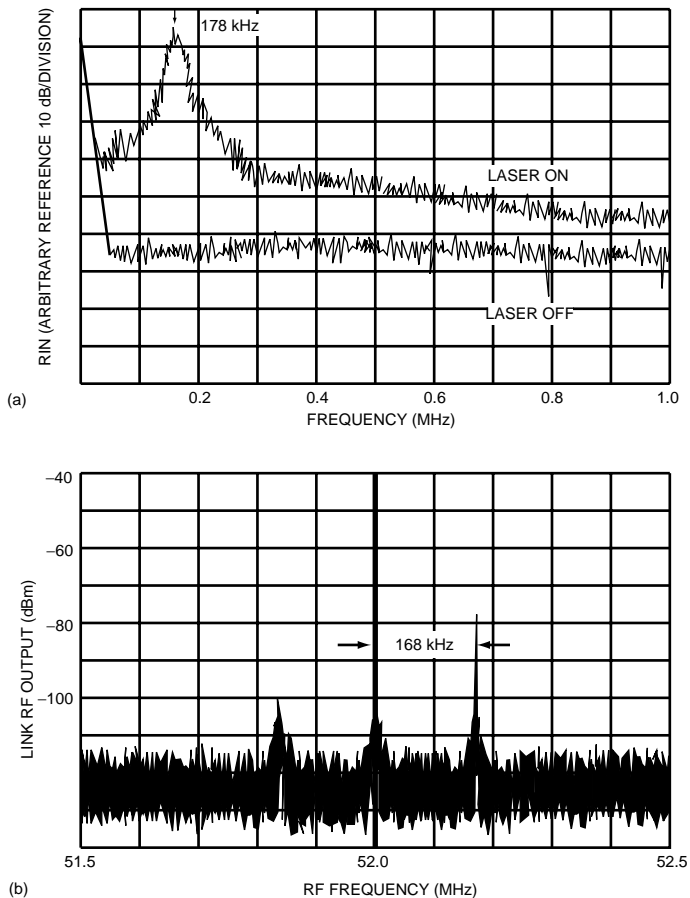 178 kHz
RIN (ARBITRARY REFERENCE 10 dB/DIVISION)
LASER ON
LASER OFF
(a)
0.2
0.4
0.6
0.8
1.0
FREQUENCY (MHz)
–40
–60
–80
–100
LINK RF OUTPUT (dBm)
168 kHz
51.5
52.0
52.5
(b)
RF FREQUENCY (MHz)